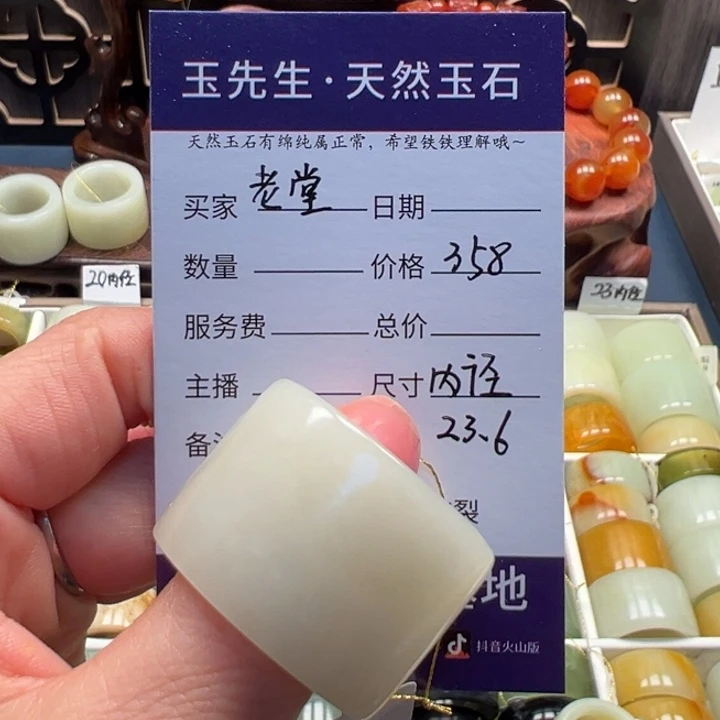 玉先生·天然玉石
天然玉石有绵纯属正常，希望铁铁理解哦~
买家 老堂 日期
数量 价格 358
服务费 总价
主播 尺寸 内径
备 23.6
裂
地
抖音火山版
20内径
23内径